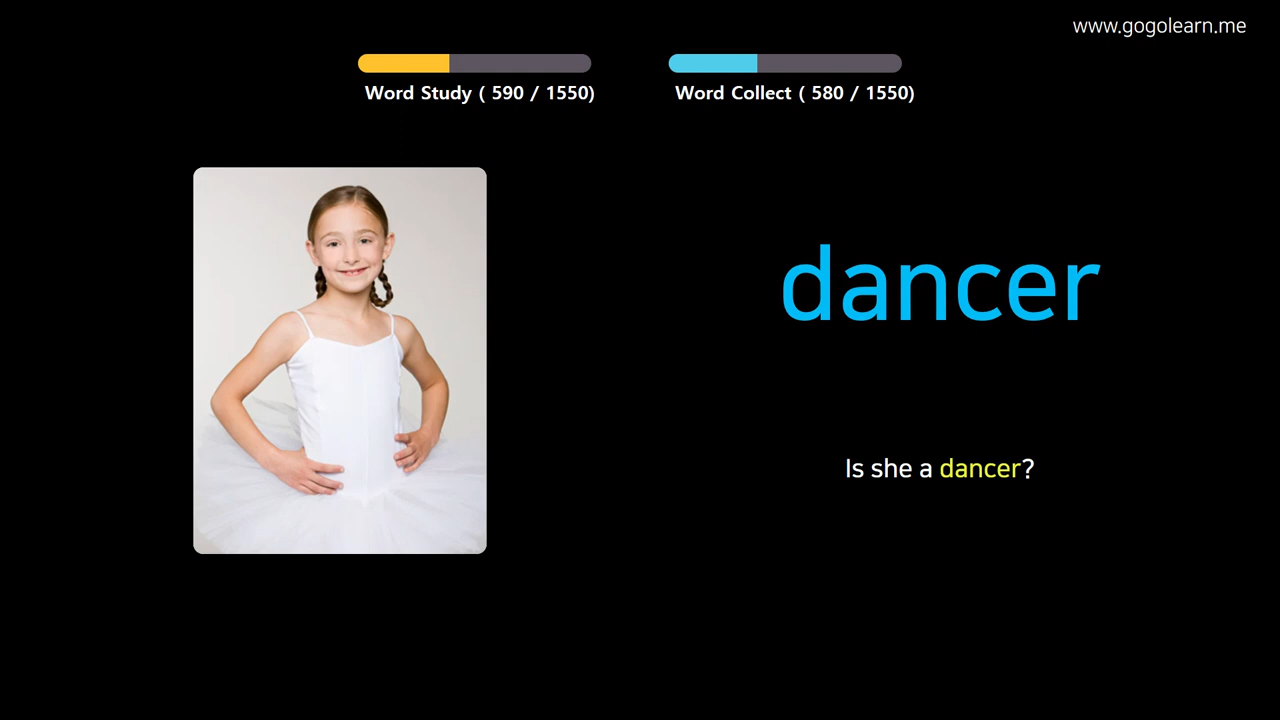 www.gogolearn.me
Word Study ( 590 / 1550)
Word Collect ( 580 / 1550)
dancer
Is she a dancer?